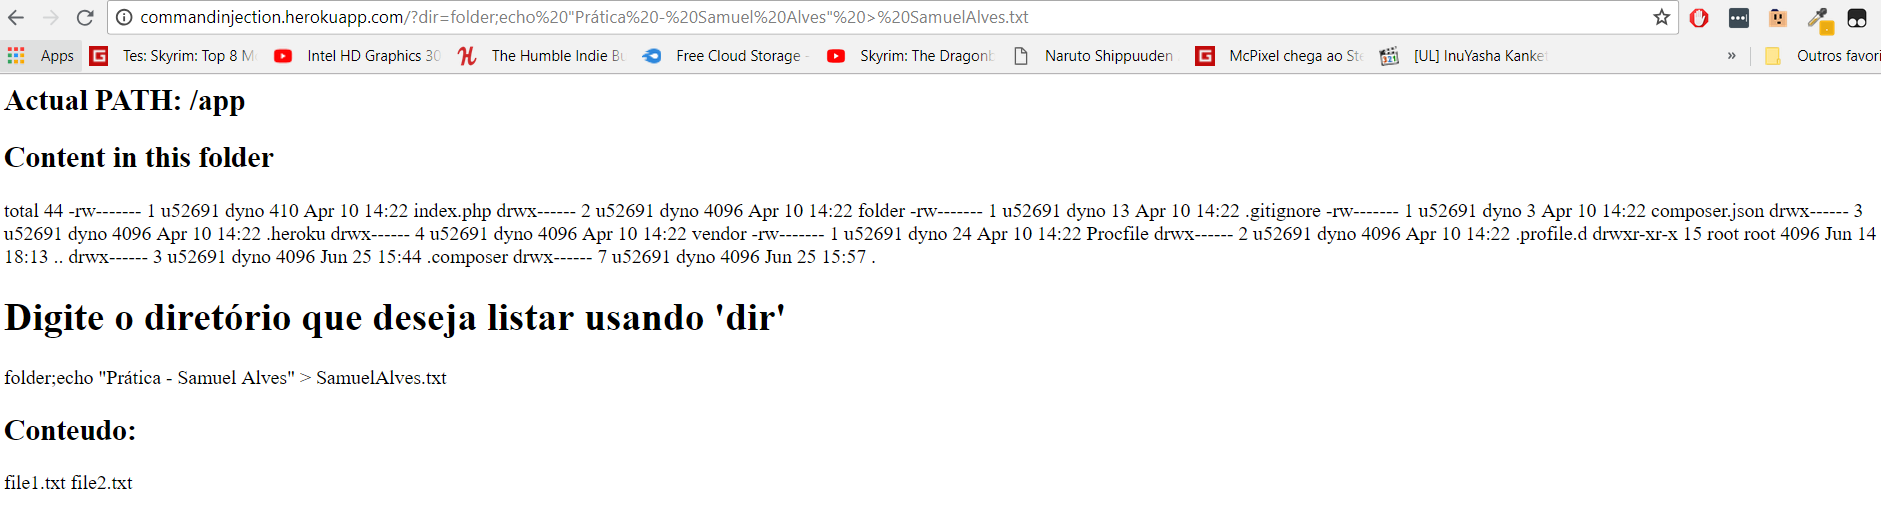 commandinjection.herokuapp.com/?dir=folder;echo%20"Prática%20-%20Samuel%20Alves"%20>%20SamuelAlves.txt
Apps Tes: Skyrim: Top 8 Intel HD Graphics 30 The Humble Indie Bu Free Cloud Storage - Skyrim: The Dragonb Naruto Shippuuden McPixel chega ao Ste [UL] InuYasha Kanket » Outros favori
Actual PATH: /app
Content in this folder
total 44 -rw------- 1 u52691 dyno 410 Apr 10 14:22 index.php drwx------ 2 u52691 dyno 4096 Apr 10 14:22 folder -rw------- 1 u52691 dyno 13 Apr 10 14:22 .gitignore -rw------- 1 u52691 dyno 3 Apr 10 14:22 composer.json drwx------ 3
u52691 dyno 4096 Apr 10 14:22 .heroku drwx------ 4 u52691 dyno 4096 Apr 10 14:22 vendor -rw------- 1 u52691 dyno 24 Apr 10 14:22 Procfile drwx------ 2 u52691 dyno 4096 Apr 10 14:22 .profile.d drwxr-xr-x 15 root root 4096 Jun 14
18:13 .. drwx------ 3 u52691 dyno 4096 Jun 25 15:44 .composer drwx------ 7 u52691 dyno 4096 Jun 25 15:57 .
Digite o diretório que deseja listar usando 'dir'
folder;echo "Prática - Samuel Alves" > SamuelAlves.txt
Conteudo:
file1.txt file2.txt